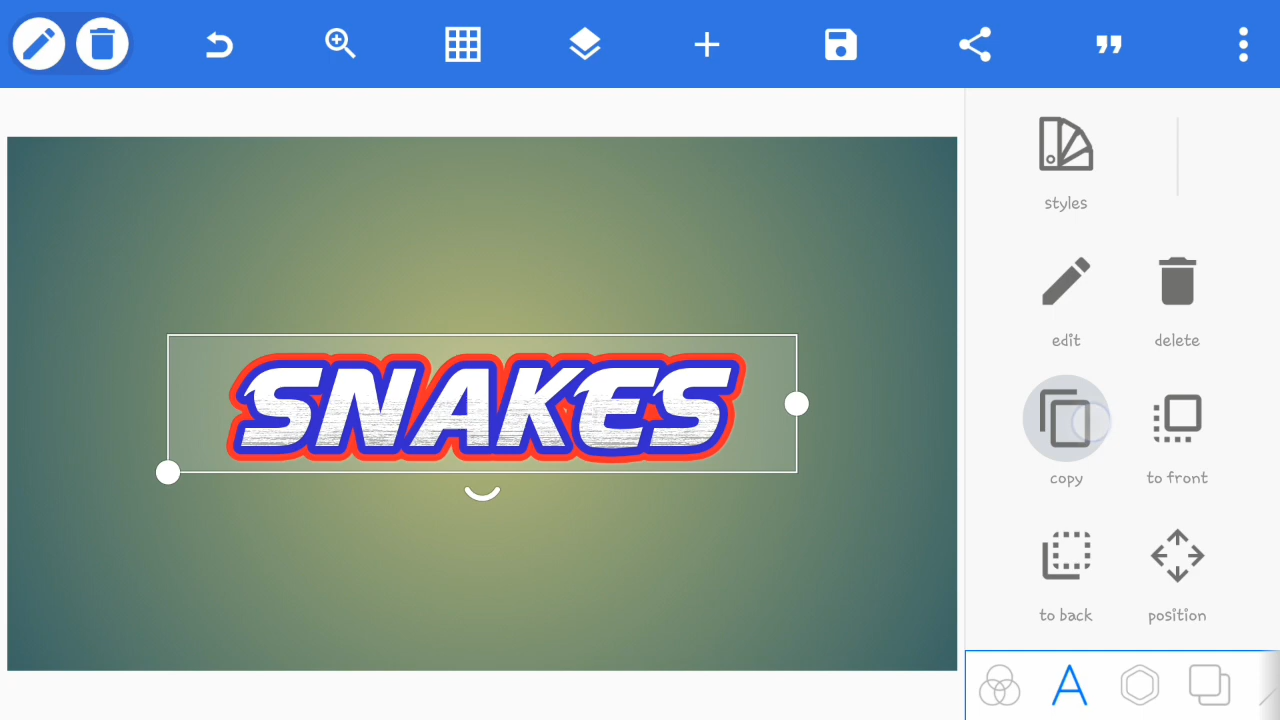 styles
edit
delete
SNAKES
copy
to front
to back
position